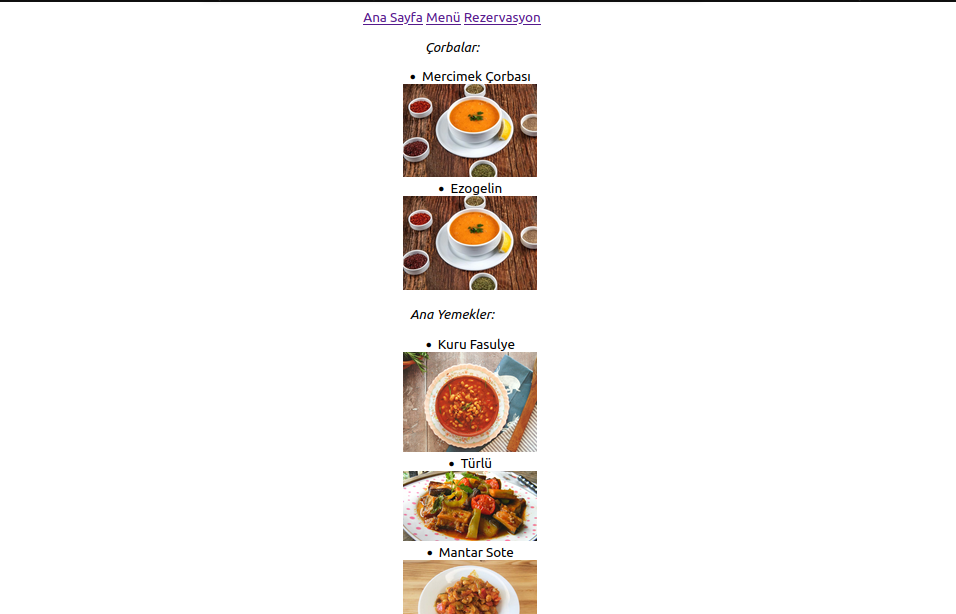 Ana Sayfa Menü Rezervasyon
Çorbalar:
• Mercimek Çorbası
• Ezogelin
Ana Yemekler:
• Kuru Fasulye
• Türlü
• Mantar Sote